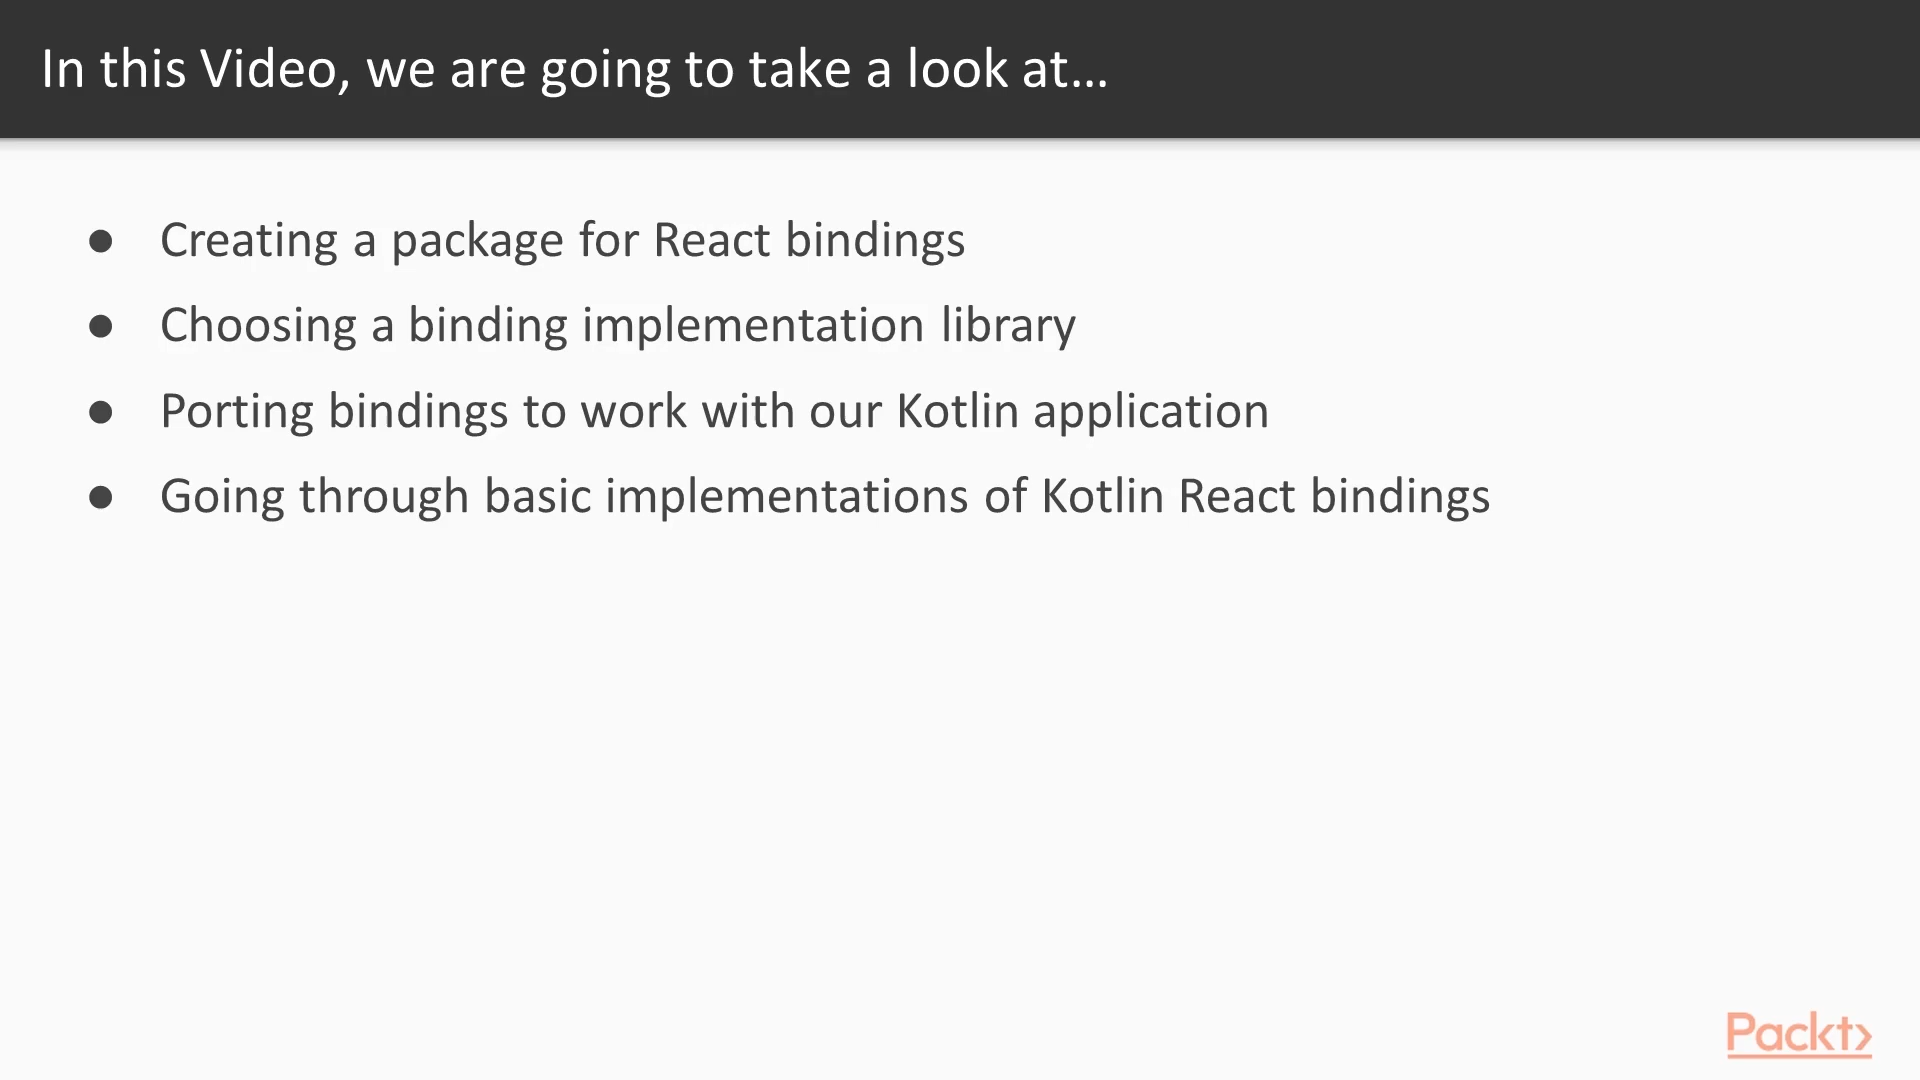 In this Video, we are going to take a look at...
● Creating a package for React bindings
● Choosing a binding implementation library
● Porting bindings to work with our Kotlin application
● Going through basic implementations of Kotlin React bindings
Packt>